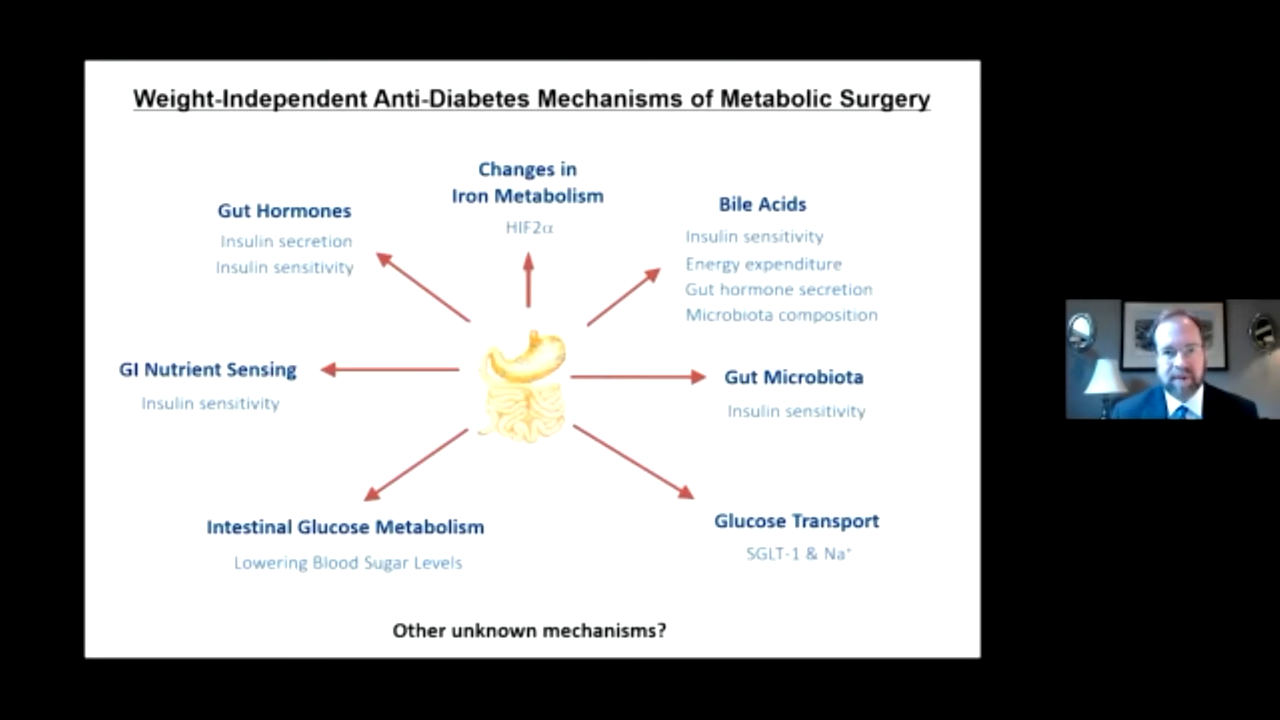 Weight-Independent Anti-Diabetes Mechanisms of Metabolic Surgery
Changes in
Iron Metabolism
HIF2α
Gut Hormones
Insulin secretion
Insulin sensitivity
Bile Acids
Insulin sensitivity
Energy expenditure
Gut hormone secretion
Microbiota composition
GI Nutrient Sensing
Insulin sensitivity
Gut Microbiota
Insulin sensitivity
Intestinal Glucose Metabolism
Lowering Blood Sugar Levels
Glucose Transport
SGLT-1 & Na⁺
Other unknown mechanisms?